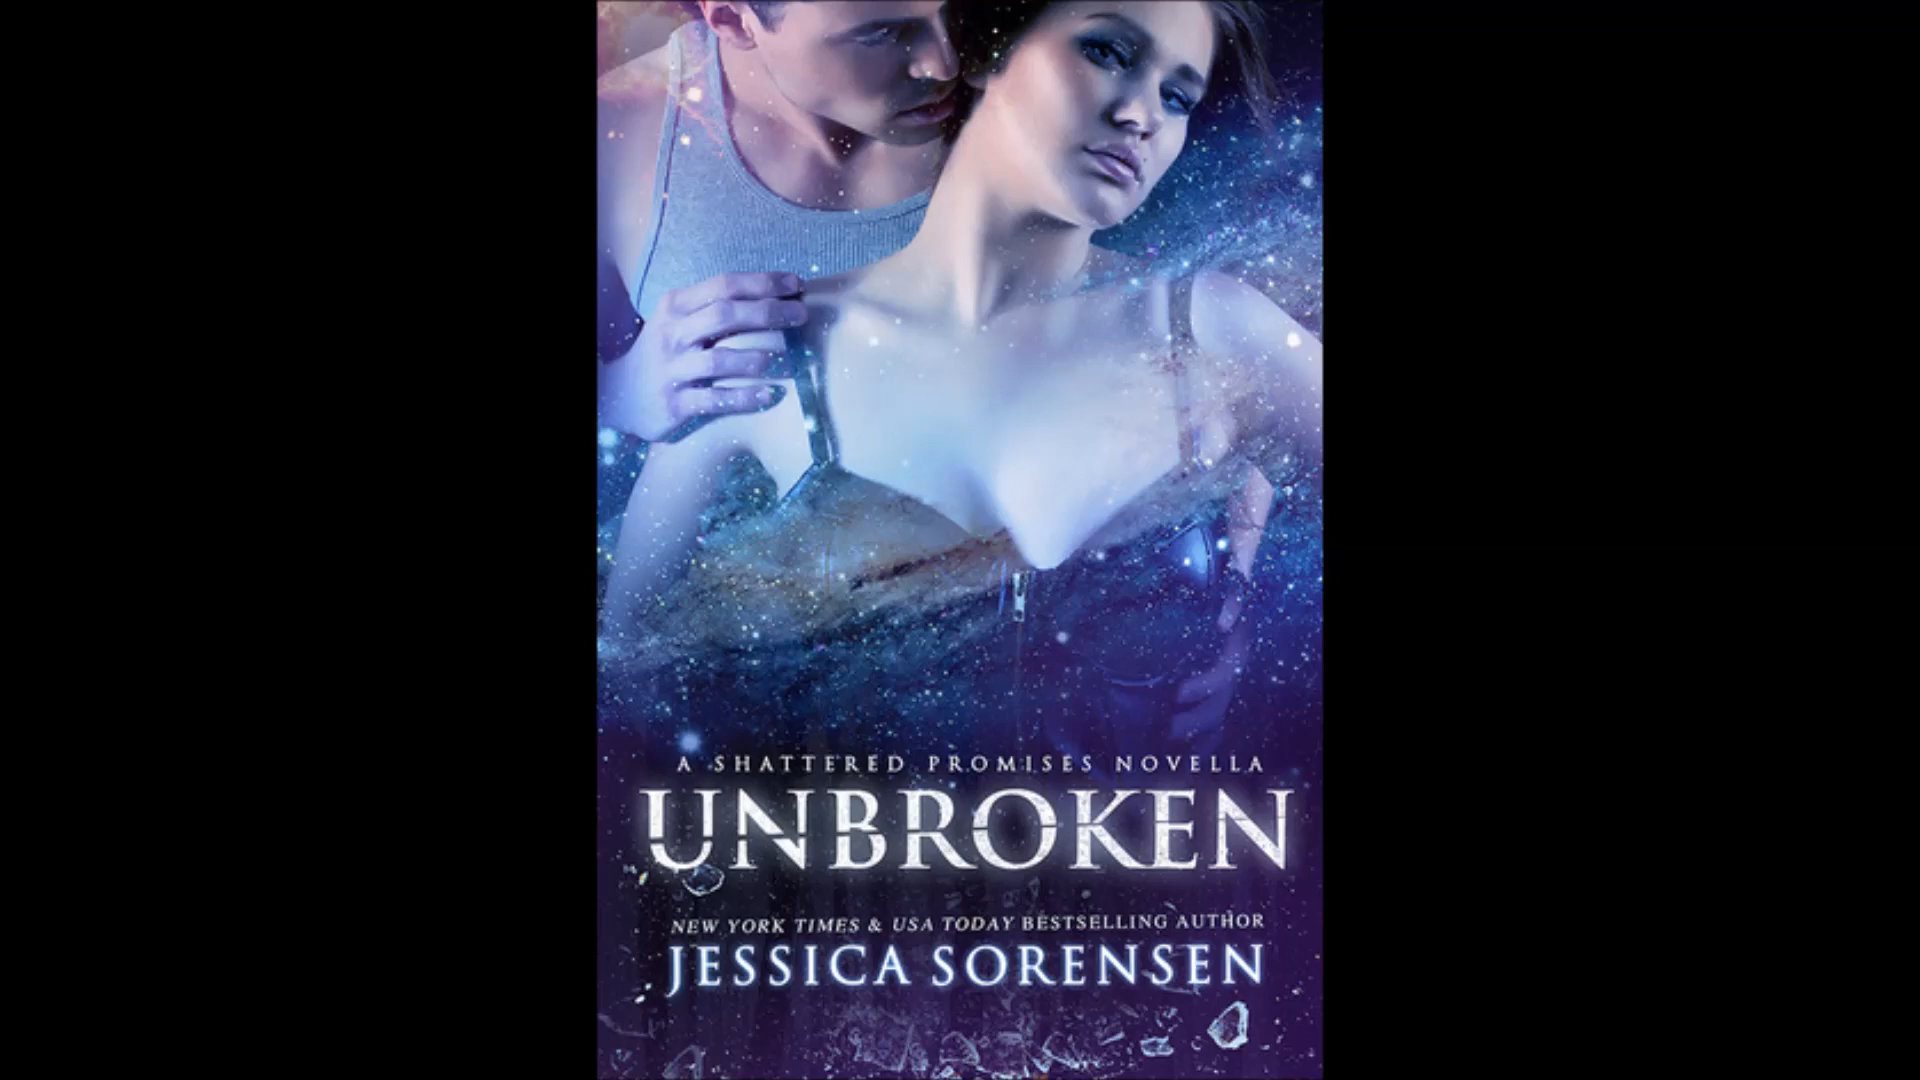 A SHATTERED PROMISES NOVELLA
UNBROKEN
NEW YORK TIMES & USA TODAY BESTSELLING AUTHOR
JESSICA SORENSEN